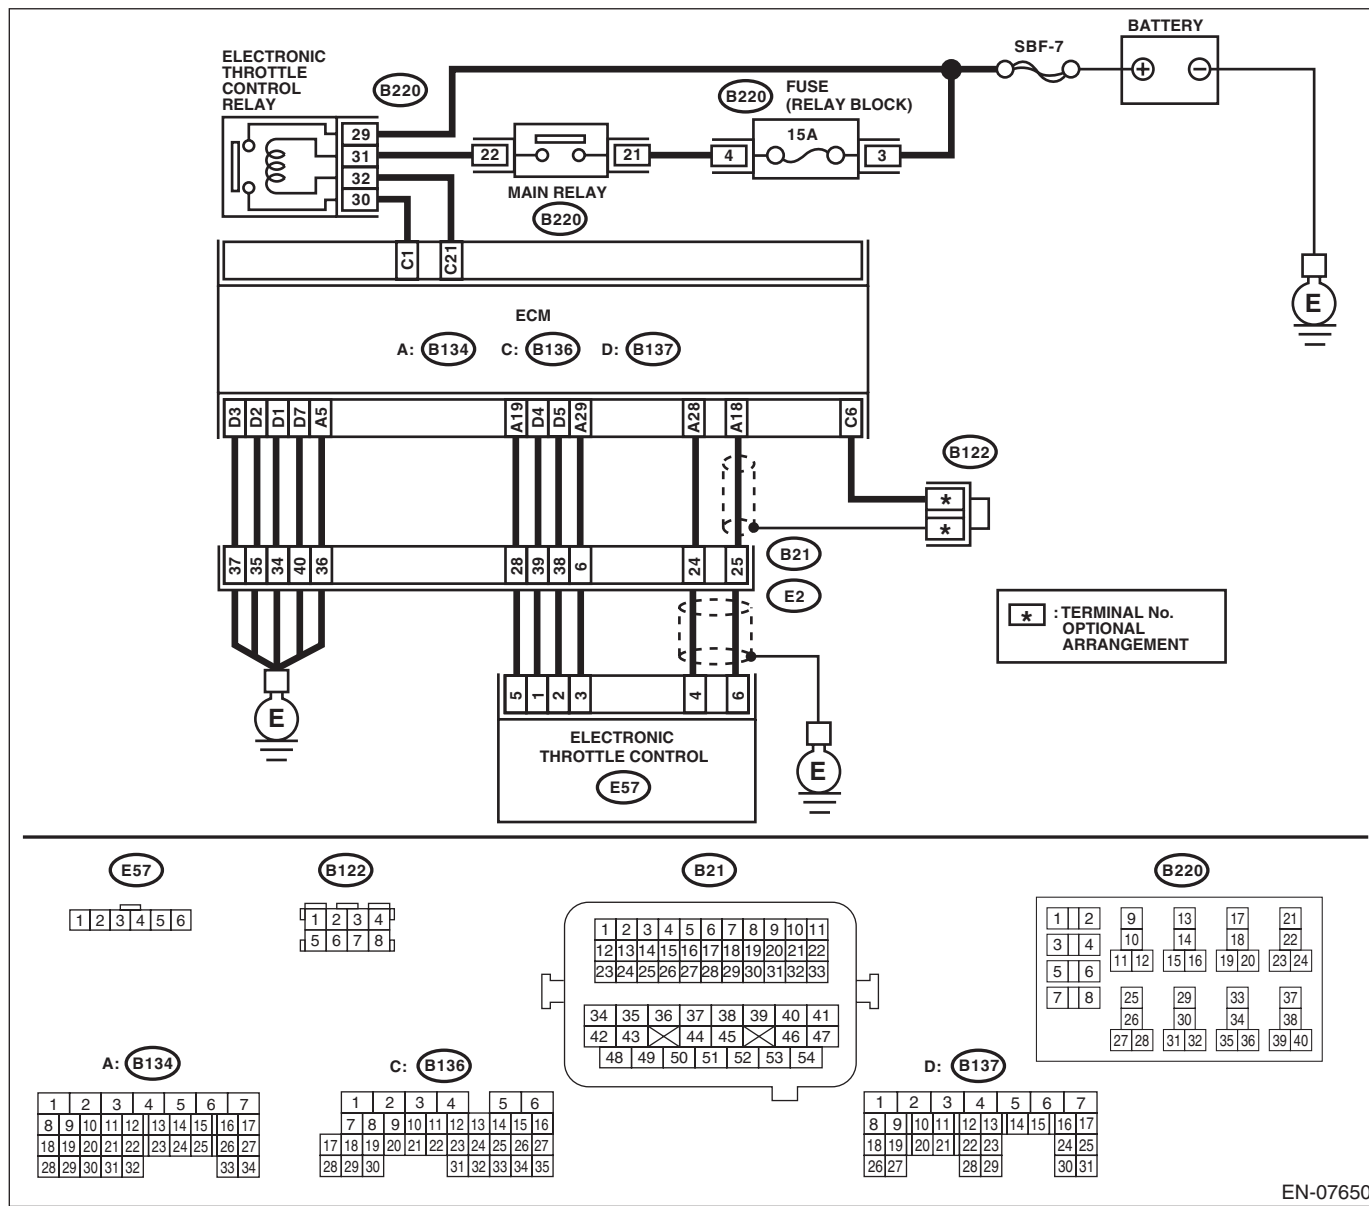 BATTERY
SBF-7
ELECTRONIC
THROTTLE
CONTROL
RELAY
B220
B220
FUSE
(RELAY BLOCK)
15A
29
31
32
30
22
21
4
3
MAIN RELAY
B220
C1
C21
E
ECM
A: B134 C: B136 D: B137
D3 D2 D1 D7 A5 A19 D4 D5 A29 A28 A18 C6
B122
*
*
37 35 34 40 36 28 39 38 6 24 25
B21
E2
* : TERMINAL No.
OPTIONAL
ARRANGEMENT
5 1 2 3 4 6
E
ELECTRONIC
THROTTLE CONTROL
E57
E
E57
1 2 3 4 5 6
B122
1 2 3 4
5 6 7 8
B21
1 2 3 4 5 6 7 8 9 10 11
12 13 14 15 16 17 18 19 20 21 22
23 24 25 26 27 28 29 30 31 32 33
34 35 36 37 38 39 40 41
42 43 44 45 46 47
48 49 50 51 52 53 54
B220
1 2 9 13 17 21
3 4 10 14 18 22
5 6 11 12 15 16 19 20 23 24
7 8 25 29 33 37
26 30 34 38
27 28 31 32 35 36 39 40
A: B134
1 2 3 4 5 6 7
8 9 10 11 12 13 14 15 16 17
18 19 20 21 22 23 24 25 26 27
28 29 30 31 32 33 34
C: B136
1 2 3 4 5 6
7 8 9 10 11 12 13 14 15 16
17 18 19 20 21 22 23 24 25 26 27
28 29 30 31 32 33 34 35
D: B137
1 2 3 4 5 6 7
8 9 10 11 12 13 14 15 16 17
18 19 20 21 22 23 24 25
26 27 28 29 30 31
EN-07650